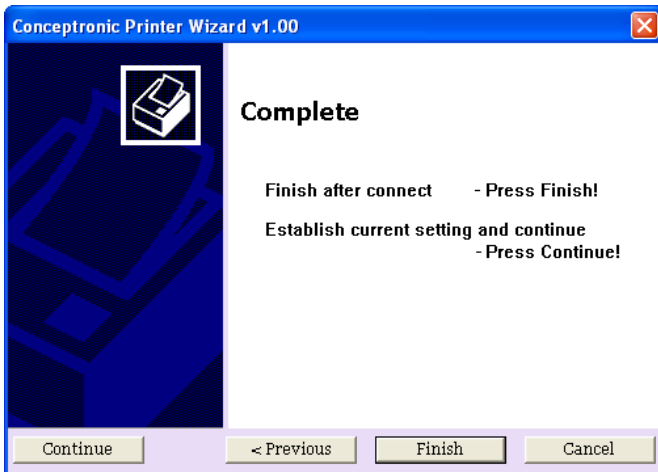 Conceptronic Printer Wizard v1.00
Complete
Finish after connect - Press Finish!
Establish current setting and continue
- Press Continue!
Continue
< Previous
Finish
Cancel